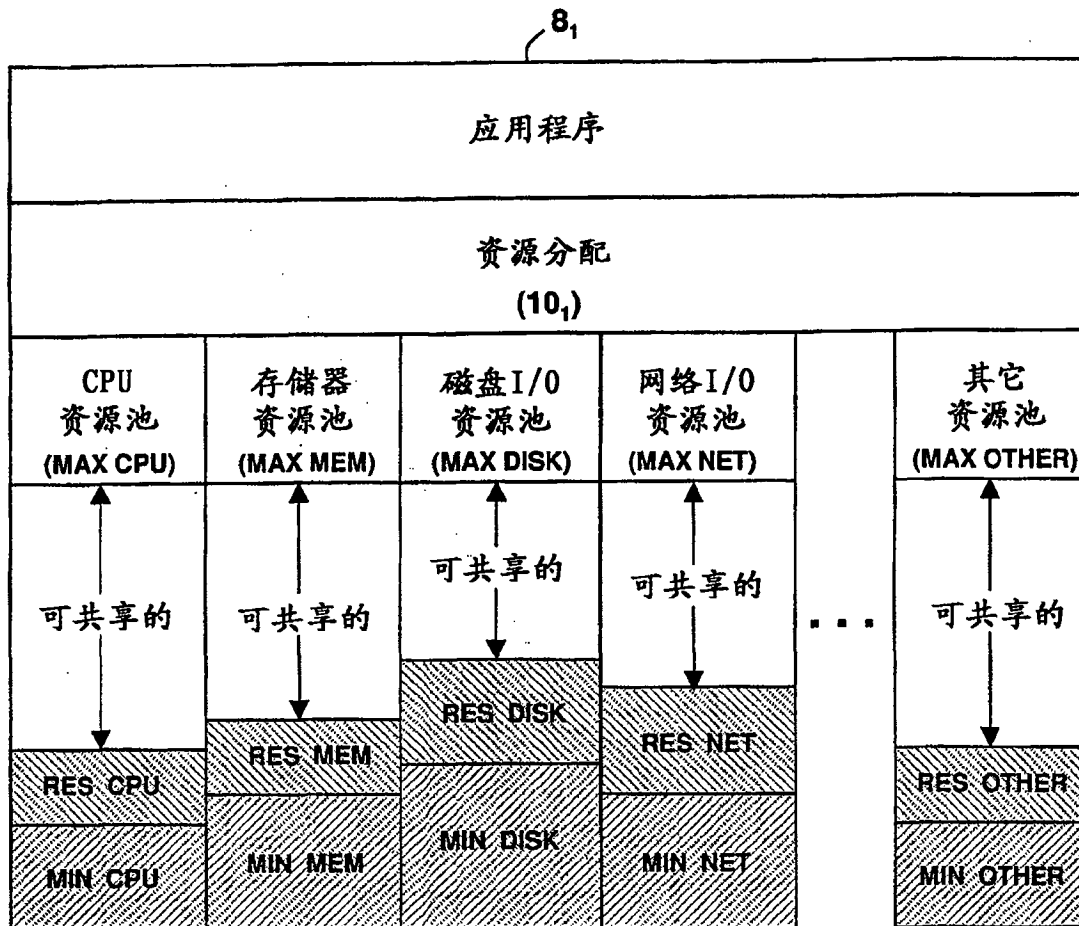 8₁
应用程序
资源分配
(10₁)
CPU
资源池
(MAX CPU)
存储器
资源池
(MAX MEM)
磁盘I/O
资源池
(MAX DISK)
网络I/O
资源池
(MAX NET)
其它
资源池
(MAX OTHER)
可共享的
可共享的
可共享的
可共享的
...
可共享的
RES CPU
RES MEM
RES DISK
RES NET
RES OTHER
MIN CPU
MIN MEM
MIN DISK
MIN NET
MIN OTHER